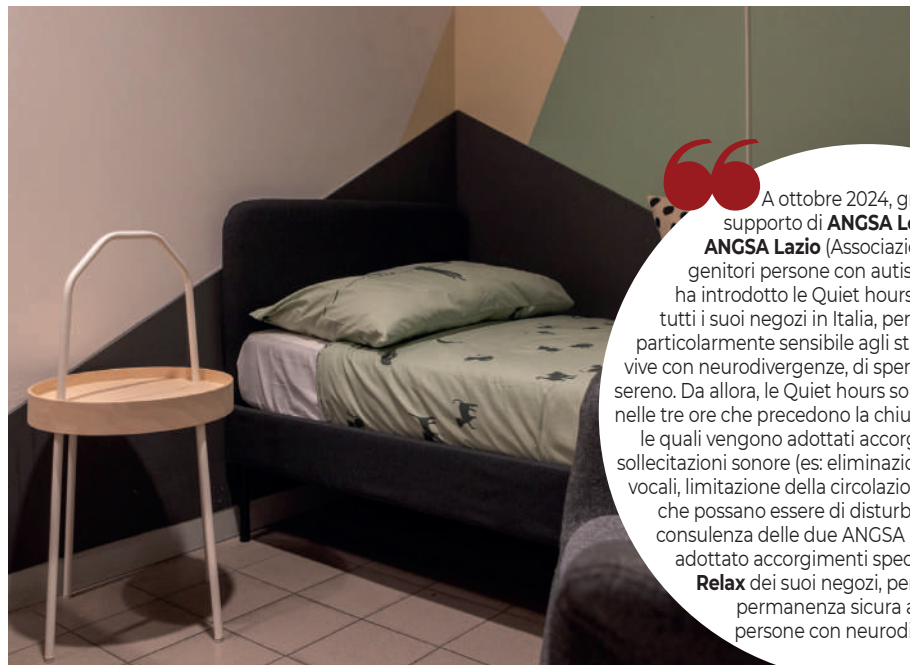 A ottobre 2024, g
supporto di ANGSA
ANGSA Lazio (Associazi
genitori persone con autis
ha introdotto le Quiet hours
tutti i suoi negozi in Italia, per
particolarmente sensibile agli st
vive con neurodivergenze, di sper
sereno. Da allora, le Quiet hours so
nelle tre ore che precedono la chiu
le quali vengono adottati accorg
sollecitazioni sonore (es: eliminazio
vocali, limitazione della circolazio
che possano essere di disturb
consulenza delle due ANGSA
adottato accorgimenti spec
Relax dei suoi negozi, per
permanenza sicura a
persone con neurodi